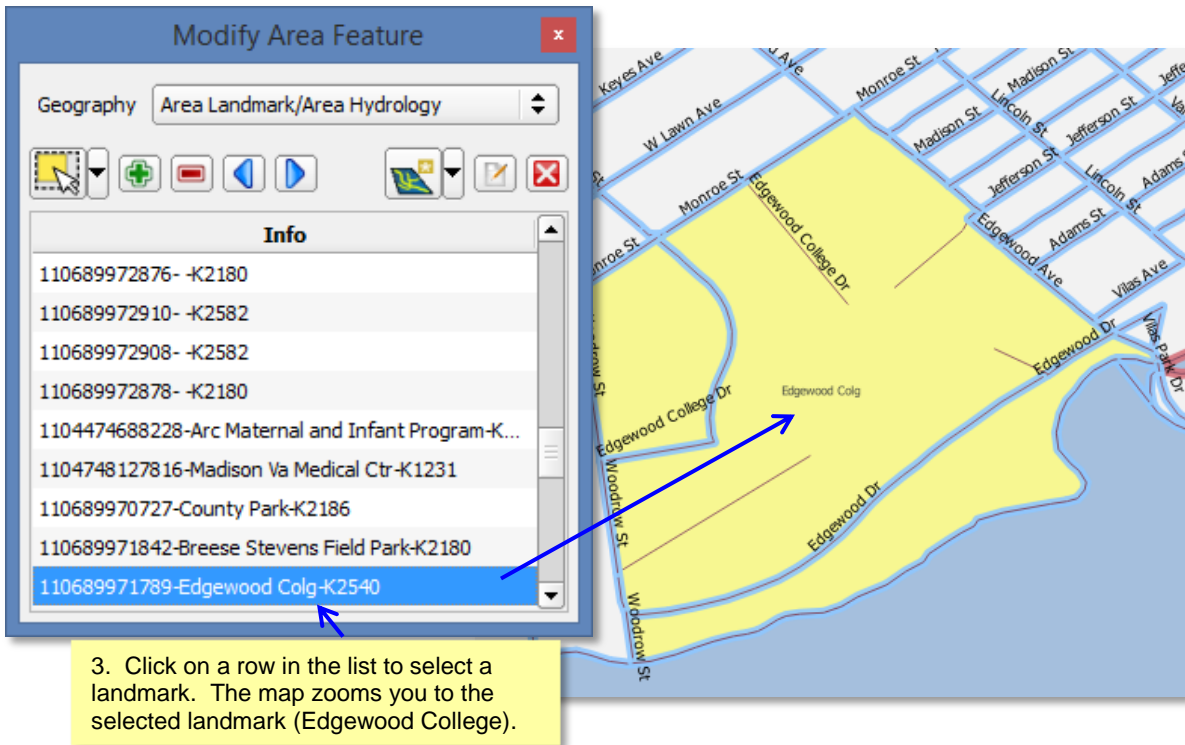 Modify Area Feature
x
Geography
Area Landmark/Area Hydrology
Info
110689972876- -K2180
110689972910- -K2582
110689972908- -K2582
110689972878- -K2180
1104474688228-Arc Maternal and Infant Program-K...
1104748127816-Madison Va Medical Ctr-K1231
110689970727-County Park-K2186
110689971842-Breese Stevens Field Park-K2180
110689971789-Edgewood Colg-K2540
3. Click on a row in the list to select a
landmark. The map zooms you to the
selected landmark (Edgewood College).
Keyes Ave
Ave
W Lawn Ave
Monroe St
Madison St
Lincoln St
Madison St
Jefferson St
Jefferson St
Lincoln St
Adams St
Monroe St
Edgewood College Dr
Edgewood Ave
Adams St
Vilas Ave
St
Vilas Park Dr
Edgewood Dr
Edgewood Colg
Edgewood College Dr
Woodrow St
Edgewood Dr
Woodrow St